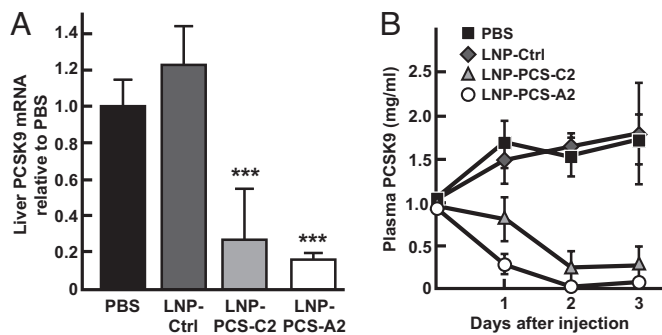 A
Liver PCSK9 mRNA
relative to PBS
1.4
1.2
1.0
0.8
0.6
0.4
0.2
0
***
***
PBS
LNP-
Ctrl
LNP-
PCS-C2
LNP-
PCS-A2
B
PBS
LNP-Ctrl
LNP-PCS-C2
LNP-PCS-A2
Plasma PCSK9 (mg/ml)
2.0
1.5
1.0
0.5
0
1
2
3
Days after injection